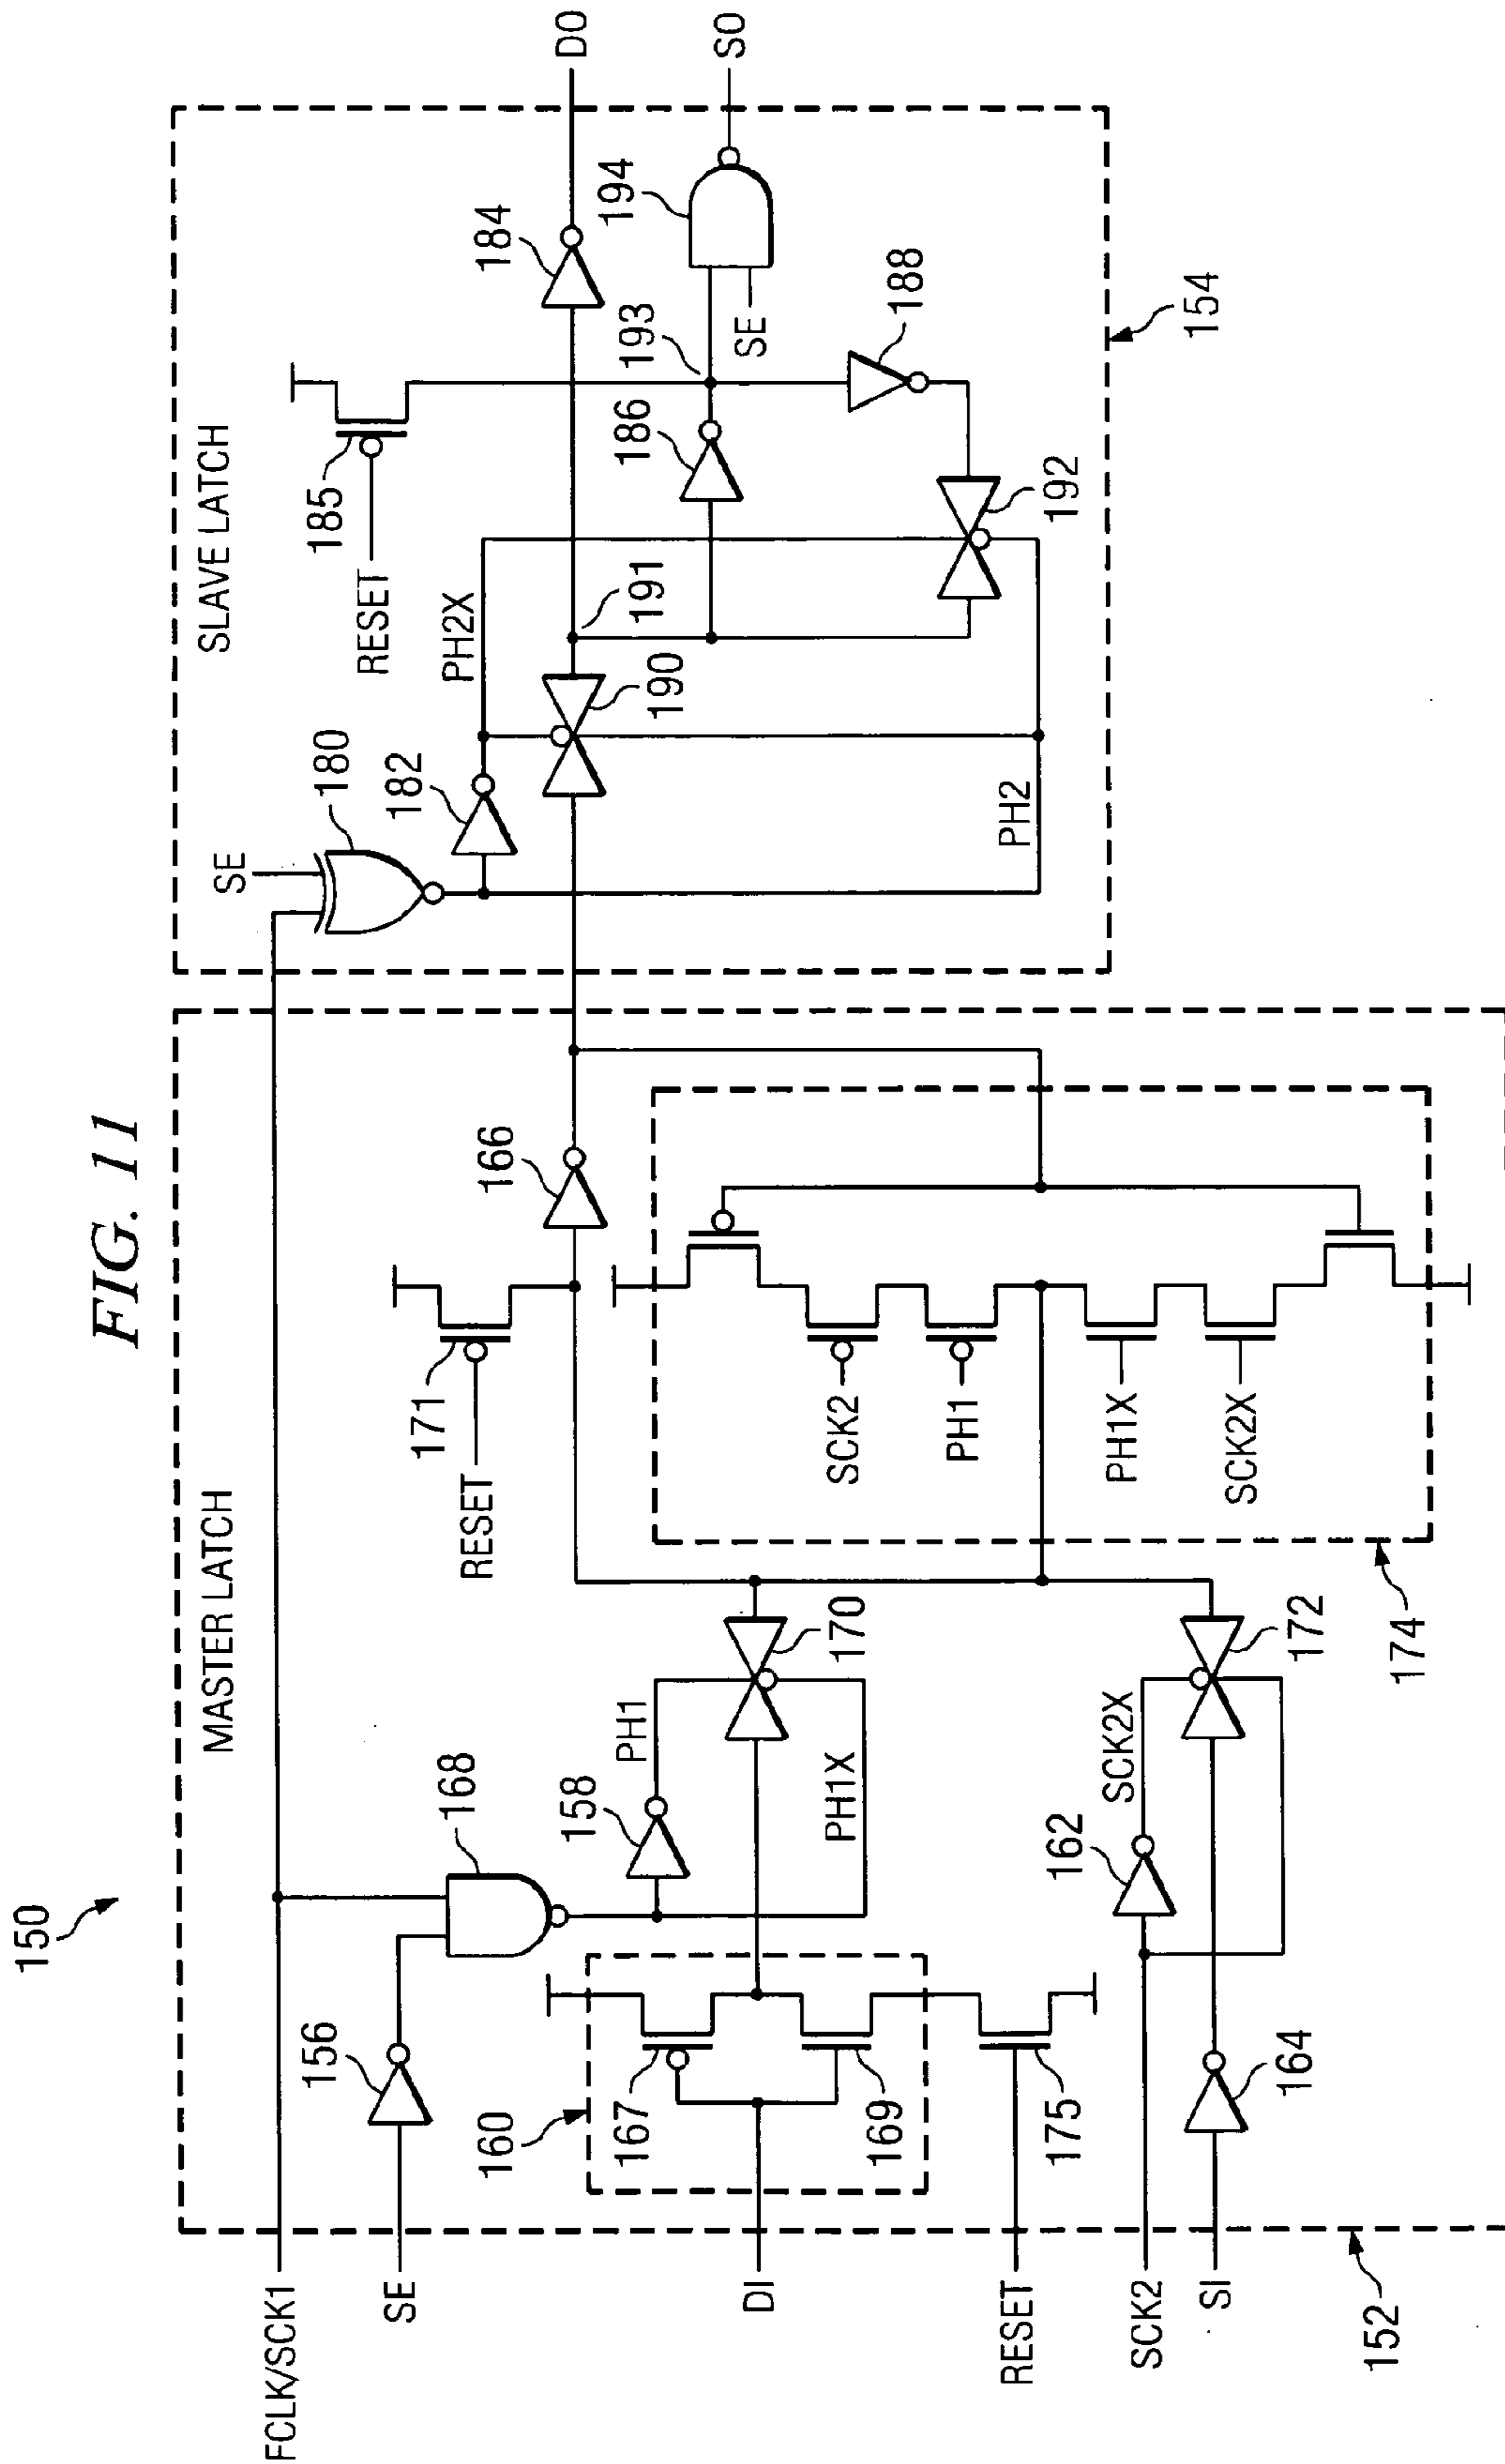 FIG. 11
150
MASTER LATCH
SLAVE LATCH
FCLK/SCK1
SE
156
168
158
PH1
170
PH1X
160
167
169
DI
RESET
175
SCK2
162
SCK2X
172
SI
164
152
171
RESET
166
SCK2
PH1
PH1X
SCK2X
174
SE
180
182
PH2X
190
191
PH2
RESET
185
184
DO
186
193
SE
194
SO
188
192
154